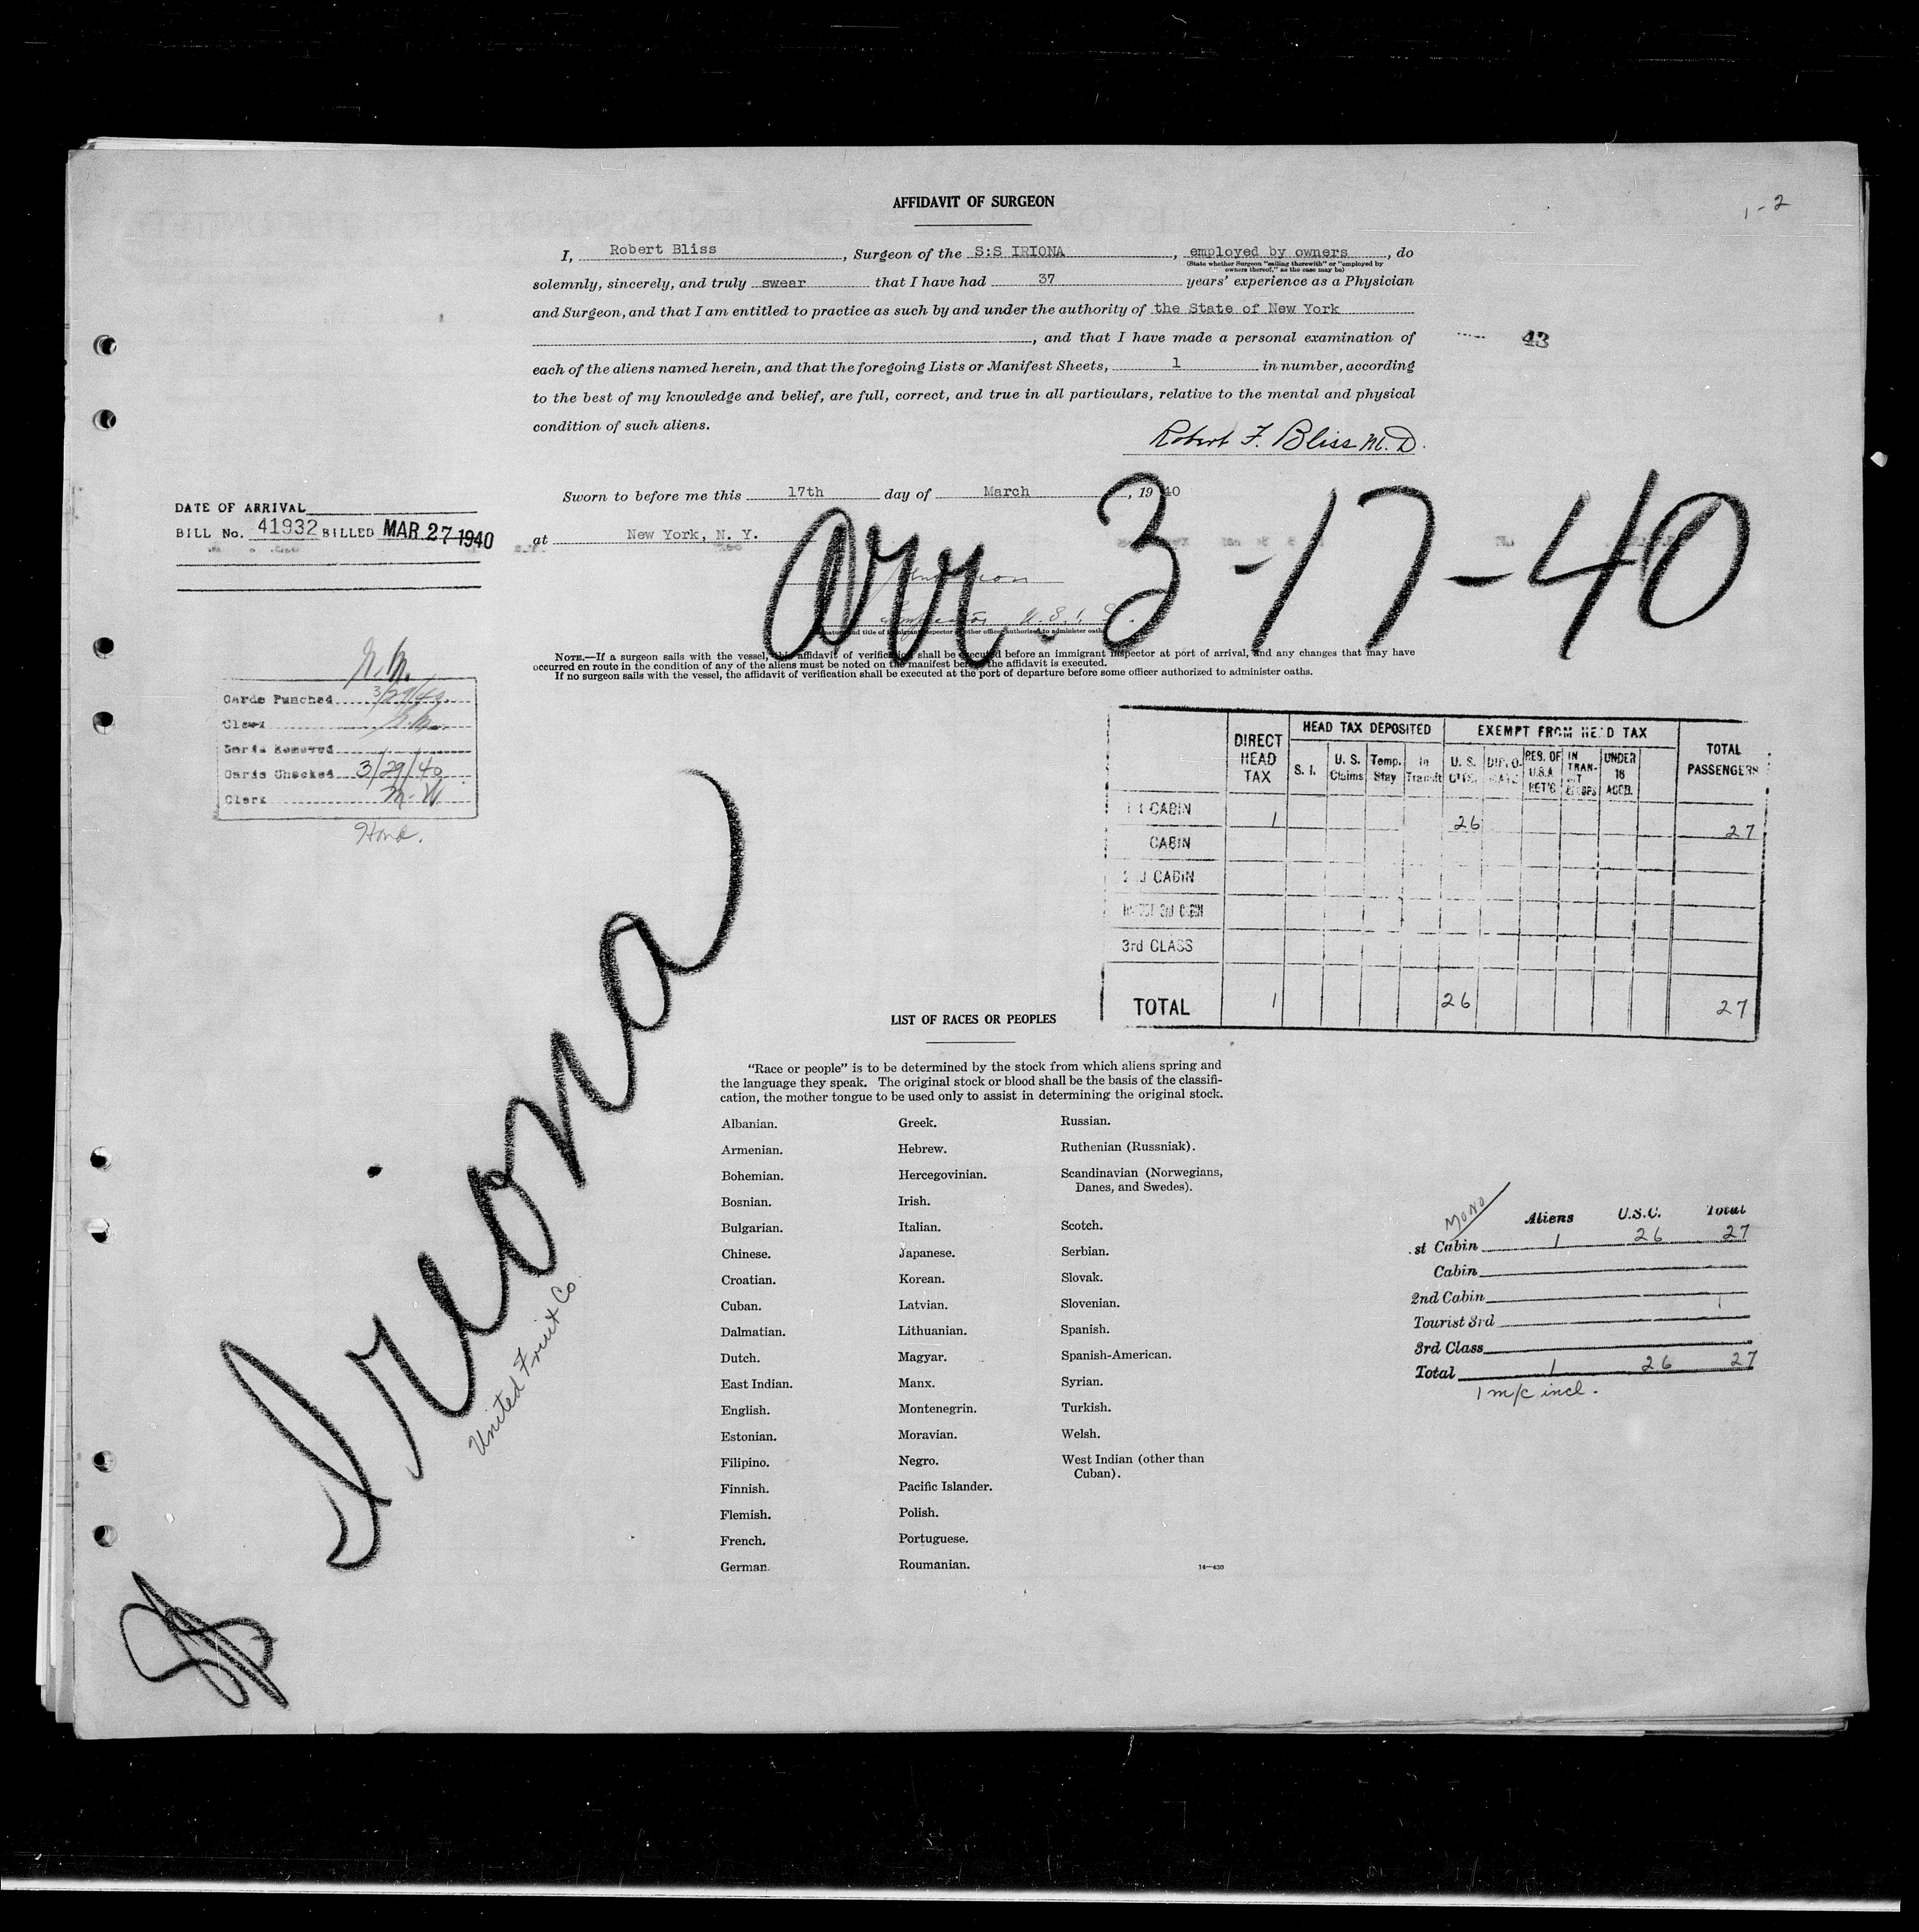 AFFIDAVIT OF SURGEON
1-2
I, Robert Bliss, Surgeon of the S:S IRIONA, employed by owners, do
(State whether Surgeon "sailing therewith" or "employed by
owners thereof," as the case may be)
solemnly, sincerely, and truly swear that I have had 37 years' experience as a Physician
and Surgeon, and that I am entitled to practice as such by and under the authority of the State of New York
, and that I have made a personal examination of
43
each of the aliens named herein, and that the foregoing Lists or Manifest Sheets, 1 in number, according
to the best of my knowledge and belief, are full, correct, and true in all particulars, relative to the mental and physical
condition of such aliens.
Robert F. Bliss M.D.
Sworn to before me this 17th day of March, 1940
at New York, N. Y.
Arr. 3-17-40
DATE OF ARRIVAL
BILL No. 41932 BILLED MAR 27 1940
Inspector U.S.I.S.
NOTE.—If a surgeon sails with the vessel, this affidavit of verification shall be executed before an immigrant inspector at port of arrival, and any changes that may have
occurred en route in the condition of any of the aliens must be noted on the manifest before the affidavit is executed.
If no surgeon sails with the vessel, the affidavit of verification shall be executed at the port of departure before some officer authorized to administer oaths.
Cards Punched 3/29/40
Clerk
Cards Removed
Cards Checked 3/29/40
Clerk M.W
DIRECT HEAD TAX
HEAD TAX DEPOSITED
EXEMPT FROM HEAD TAX
TOTAL PASSENGERS
S. I.
U. S. Claims
Temp. Stay
In Transit
U. S. CITS.
DIPLO-MATS
RES. OF U.S.A RET'G
IN TRAN-SIT
UNDER 16 ACCD.
1st CABIN 1 26 27
CABIN
2nd CABIN
3rd CLASS
TOTAL 1 26 27
Iriona
United Fruit Co.
LIST OF RACES OR PEOPLES
"Race or people" is to be determined by the stock from which aliens spring and
the language they speak. The original stock or blood shall be the basis of the classifi-
cation, the mother tongue to be used only to assist in determining the original stock.
Albanian.
Armenian.
Bohemian.
Bosnian.
Bulgarian.
Chinese.
Croatian.
Cuban.
Dalmatian.
Dutch.
East Indian.
English.
Estonian.
Filipino.
Finnish.
Flemish.
French.
German.
Greek.
Hebrew.
Hercegovinian.
Irish.
Italian.
Japanese.
Korean.
Latvian.
Lithuanian.
Magyar.
Manx.
Montenegrin.
Moravian.
Negro.
Pacific Islander.
Polish.
Portuguese.
Roumanian.
Russian.
Ruthenian (Russniak).
Scandinavian (Norwegians,
Danes, and Swedes).
Scotch.
Serbian.
Slovak.
Slovenian.
Spanish.
Spanish-American.
Syrian.
Turkish.
Welsh.
West Indian (other than
Cuban).
14—430
MONO
Aliens U.S.C. Total
st Cabin 1 26 27
Cabin
2nd Cabin
Tourist 3rd
3rd Class
Total 1 26 27
1 m/c incl.